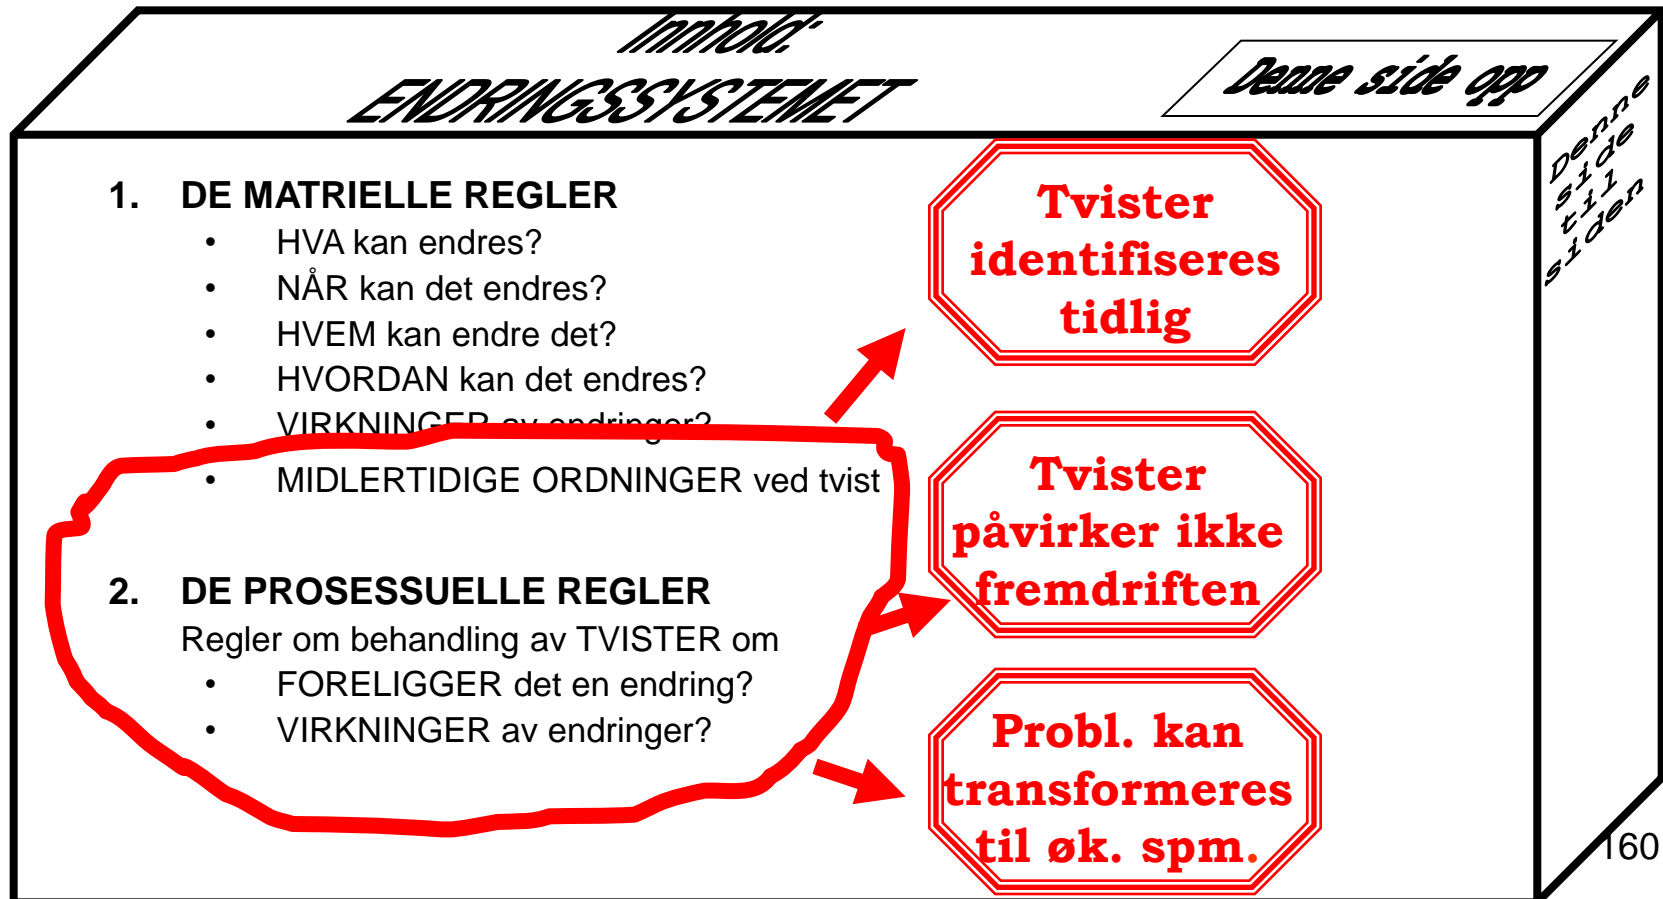 Innhold:
ENDRINGSSYSTEMET
Denne side opp
Denne
side
til
siden
1. DE MATRIELLE REGLER
• HVA kan endres?
• NÅR kan det endres?
• HVEM kan endre det?
• HVORDAN kan det endres?
• VIRKNINGER av endringer?
• MIDLERTIDIGE ORDNINGER ved tvist
2. DE PROSESSUELLE REGLER
Regler om behandling av TVISTER om
• FORELIGGER det en endring?
• VIRKNINGER av endringer?
Tvister
identifiseres
tidlig
Tvister
påvirker ikke
fremdriften
Probl. kan
transformeres
til øk. spm.
160